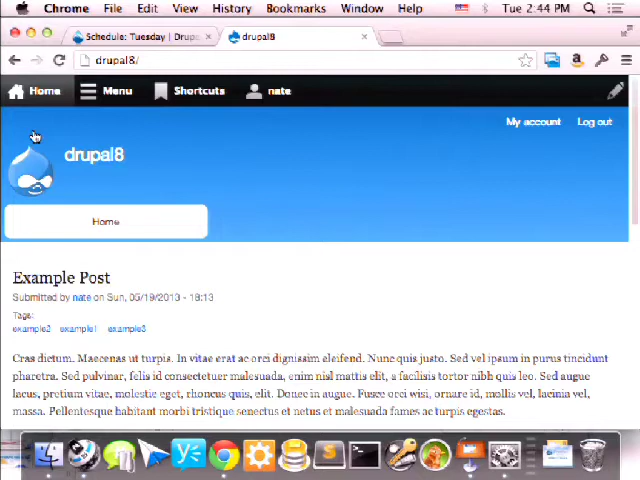 Chrome File Edit View History Bookmarks Window Help Tue 2:44 PM
Schedule: Tuesday | Drupa drupal8
drupal8/
Home Menu Shortcuts nate
My account Log out
drupal8
Home
Example Post
Submitted by nate on Sun, 05/19/2013 - 18:13
Tags:
example2 example1 example3
Cras dictum. Maecenas ut turpis. In vitae erat ac orci dignissim eleifend. Nunc quis justo. Sed vel ipsum in purus tincidunt
pharetra. Sed pulvinar, felis id consectetuer malesuada, enim nisl mattis elit, a facilisis tortor nibh quis leo. Sed augue
lacus, pretium vitae, molestie eget, rhoncus quis, elit. Donec in augue. Fusce orci wisi, ornare id, mollis vel, lacinia vel,
massa. Pellentesque habitant morbi tristique senectus et netus et malesuada fames ac turpis egestas.